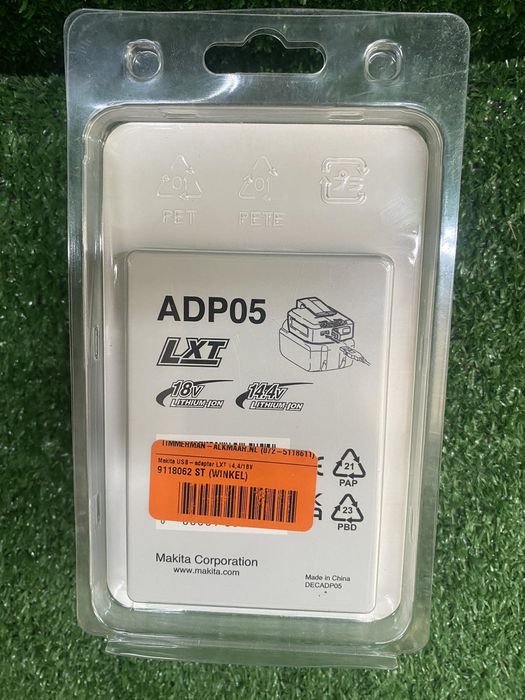 01
PET
01
PETE
ADP05
LXT
18V
LITHIUM-ION
14.4V
LITHIUM-ION
TIMMERMAN-ALKMAAR.NL (072-5118611)
Makita USB-adapter LXT 14,4/18V
9118062 ST (WINKEL)
21
PAP
23
PBD
Makita Corporation
www.makita.com
Made in China
DECADP05